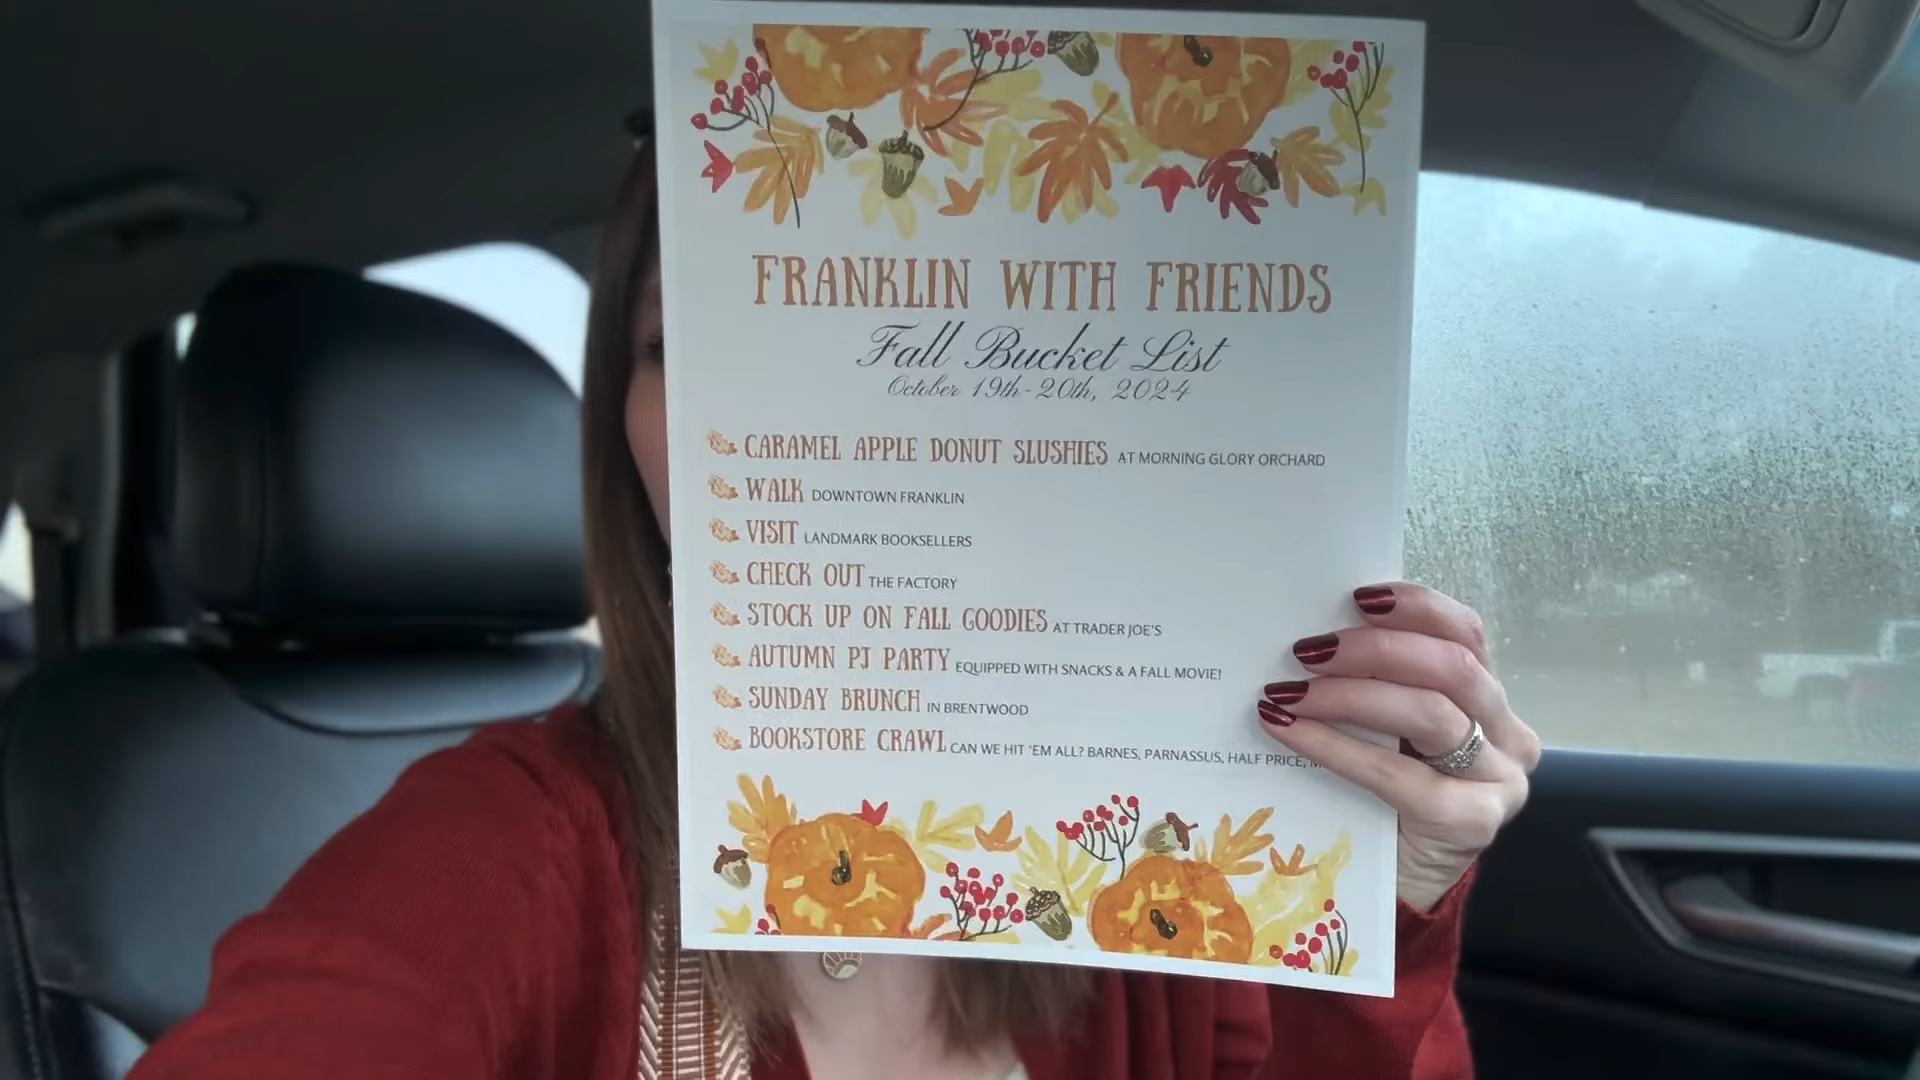 FRANKLIN WITH FRIENDS
Fall Bucket List
October 19th-20th, 2024
CARAMEL APPLE DONUT SLUSHIES AT MORNING GLORY ORCHARD
WALK DOWNTOWN FRANKLIN
VISIT LANDMARK BOOKSELLERS
CHECK OUT THE FACTORY
STOCK UP ON FALL GOODIES AT TRADER JOE'S
AUTUMN PJ PARTY EQUIPPED WITH SNACKS & A FALL MOVIE!
SUNDAY BRUNCH IN BRENTWOOD
BOOKSTORE CRAWL CAN WE HIT 'EM ALL? BARNES, PARNASSUS, HALF PRICE,